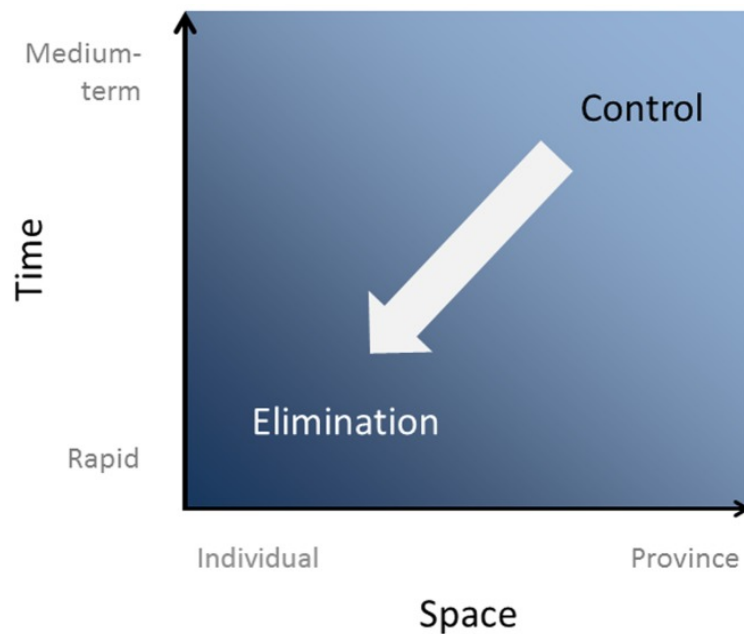 Medium-
term
Control
Time
Elimination
Rapid
Individual
Province
Space